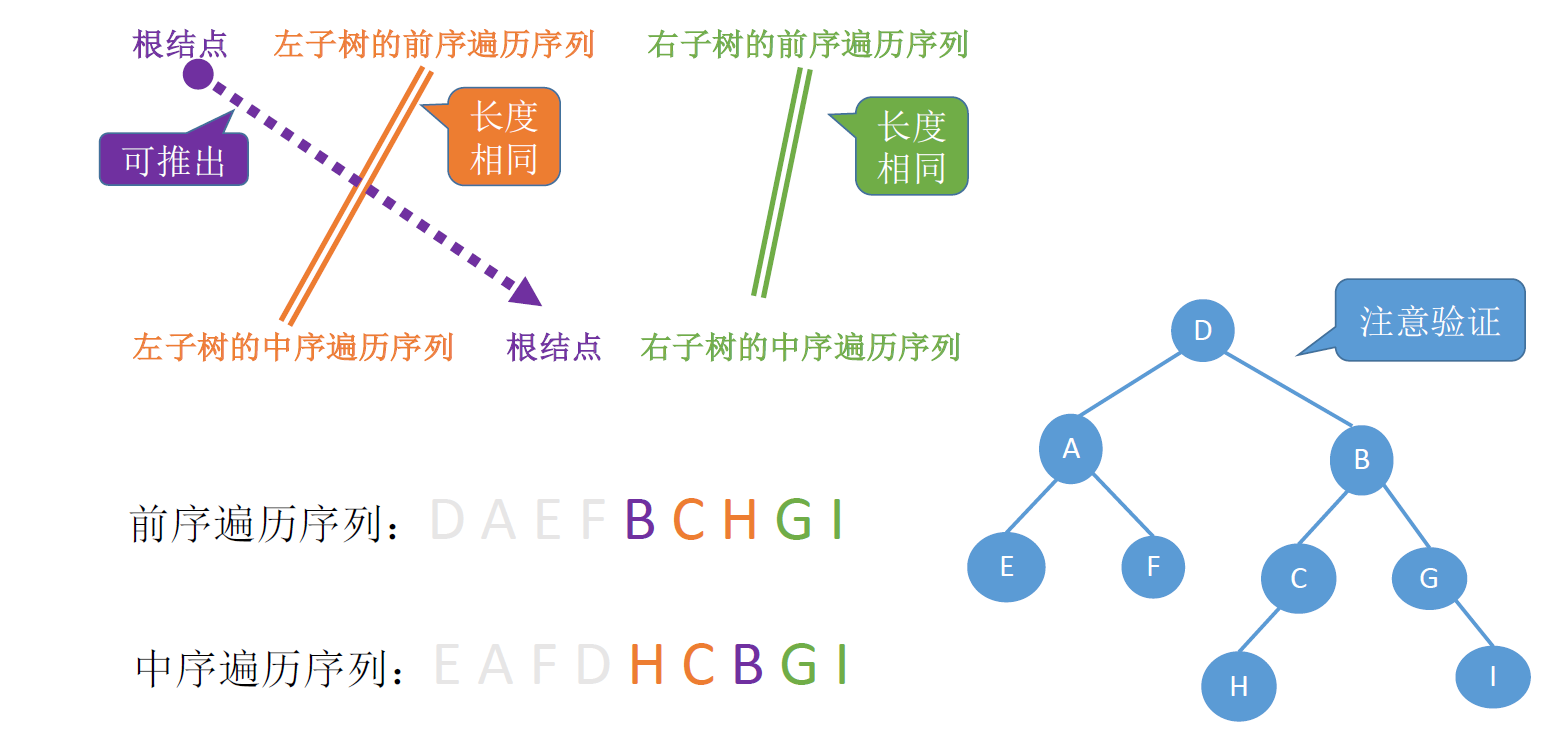 根结点 左子树的前序遍历序列 右子树的前序遍历序列
可推出
长度
相同
长度
相同
左子树的中序遍历序列 根结点 右子树的中序遍历序列
注意验证
D
A
B
E
F
C
G
H
I
前序遍历序列：D A E F B C H G I
中序遍历序列：E A F D H C B G I